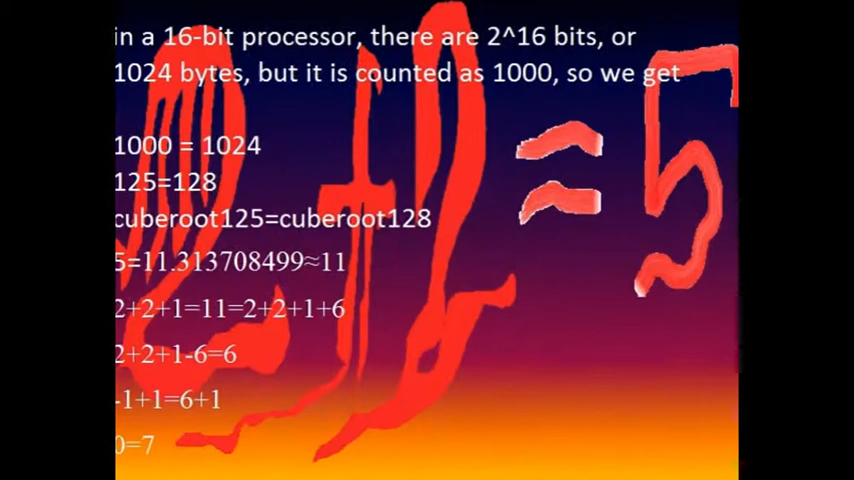 in a 16-bit processor, there are 2^16 bits, or
1024 bytes, but it is counted as 1000, so we get
1000 = 1024
125=128
cuberoot125=cuberoot128
5=11.313708499≈11
2+2+1=11=2+2+1+6
2+2+1-6=6
-1+1=6+1
0=7
≈5